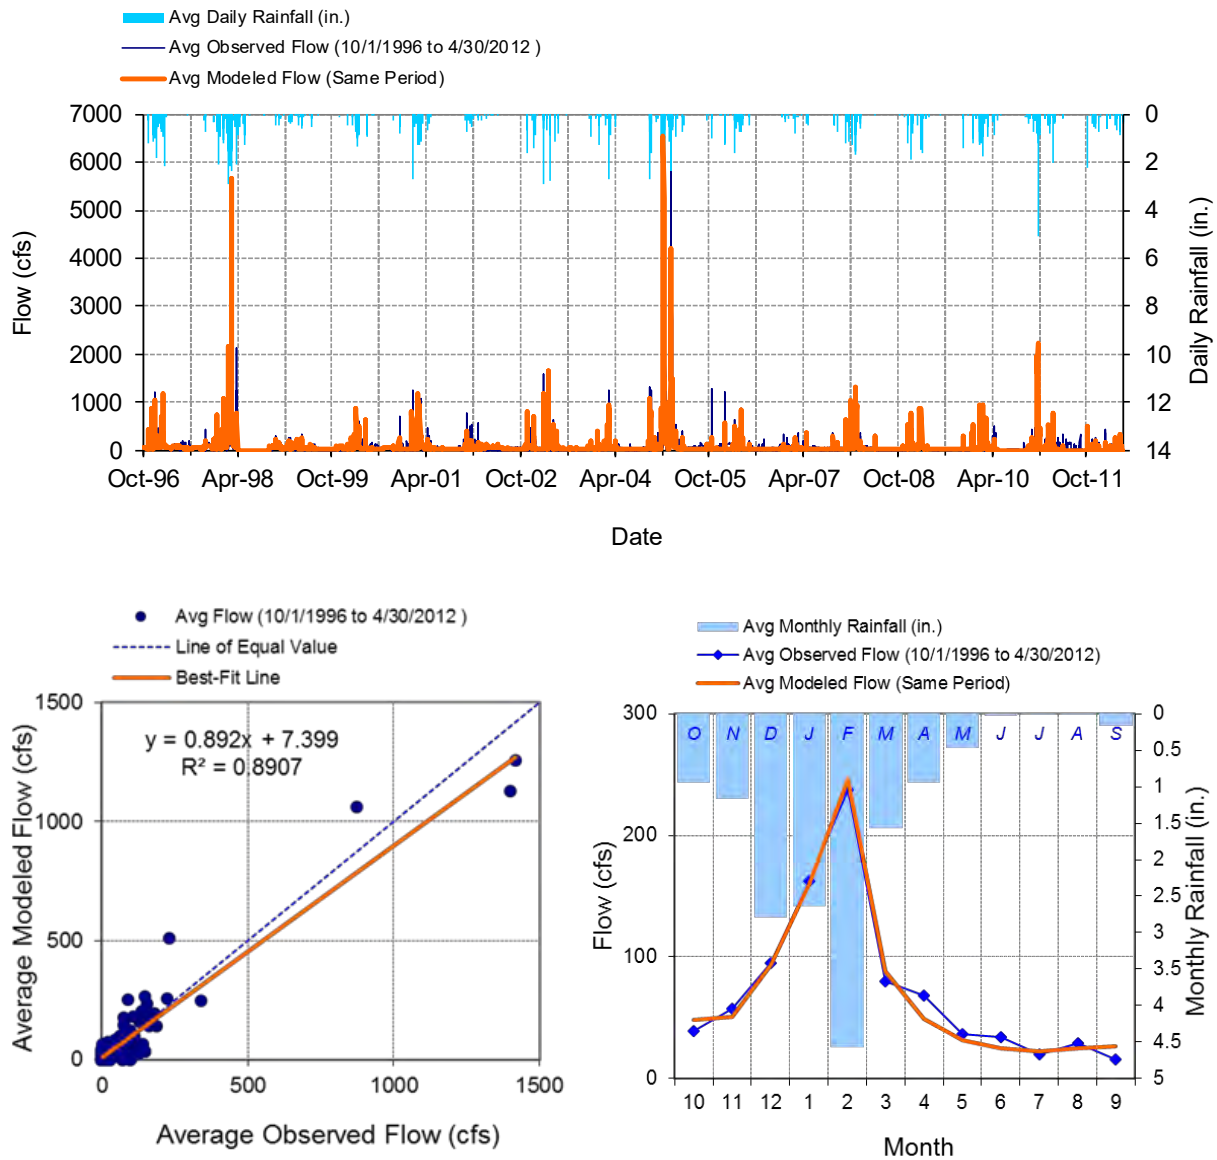 Avg Daily Rainfall (in.)
Avg Observed Flow (10/1/1996 to 4/30/2012 )
Avg Modeled Flow (Same Period)
7000 0
6000 2
5000 4
4000 6
3000 8
2000 10
1000 12
0 14
Flow (cfs)
Daily Rainfall (in.)
Oct-96 Apr-98 Oct-99 Apr-01 Oct-02 Apr-04 Oct-05 Apr-07 Oct-08 Apr-10 Oct-11
Date
Avg Flow (10/1/1996 to 4/30/2012 )
Line of Equal Value
Best-Fit Line
1500
1000
500
0
y = 0.892x + 7.399
R² = 0.8907
Average Modeled Flow (cfs)
0 500 1000 1500
Average Observed Flow (cfs)
Avg Monthly Rainfall (in.)
Avg Observed Flow (10/1/1996 to 4/30/2012)
Avg Modeled Flow (Same Period)
300
200
100
0
Flow (cfs)
O N D J F M A M J J A S
0
0.5
1
1.5
2
2.5
3
3.5
4
4.5
5
Monthly Rainfall (in.)
10 11 12 1 2 3 4 5 6 7 8 9
Month